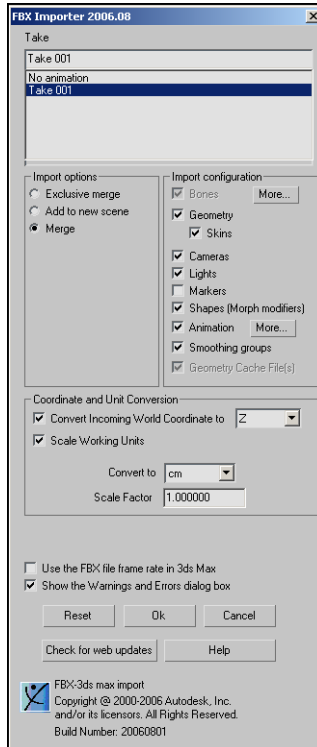 FBX Importer 2006.08
Take
Take 001
No animation
Take 001
Import options
Exclusive merge
Add to new scene
Merge
Import configuration
Bones More...
Geometry
Skins
Cameras
Lights
Markers
Shapes (Morph modifiers)
Animation More...
Smoothing groups
Geometry Cache File(s)
Coordinate and Unit Conversion
Convert Incoming World Coordinate to Z
Scale Working Units
Convert to cm
Scale Factor 1.000000
Use the FBX file frame rate in 3ds Max
Show the Warnings and Errors dialog box
Reset Ok Cancel
Check for web updates Help
FBX-3ds max import
Copyright @ 2000-2006 Autodesk, Inc.
and/or its licensors. All Rights Reserved.
Build Number: 20060801